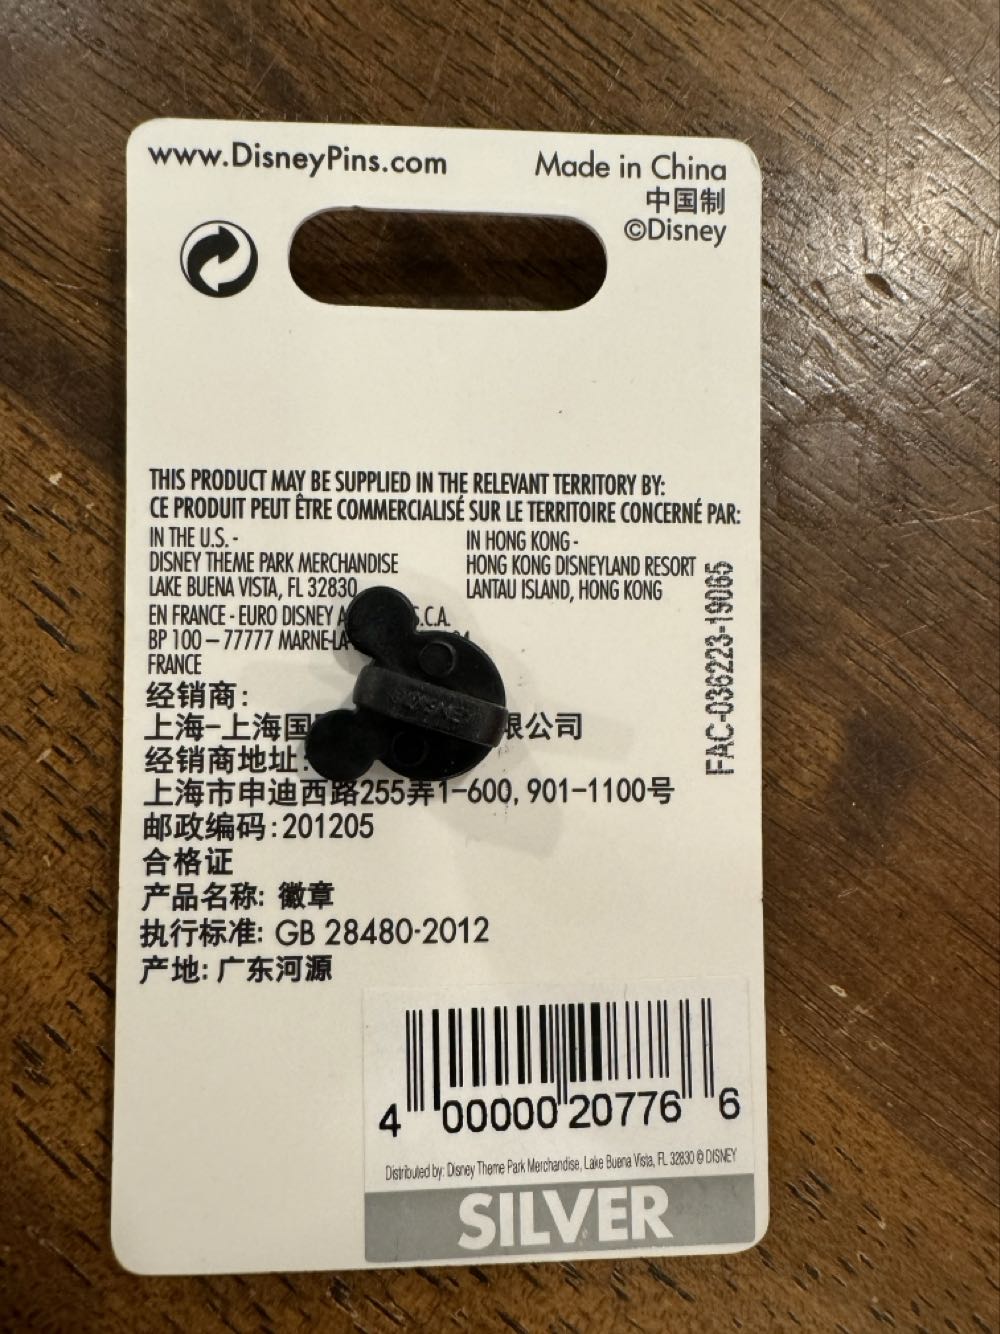 www.DisneyPins.com
Made in China
中国制
©Disney
THIS PRODUCT MAY BE SUPPLIED IN THE RELEVANT TERRITORY BY:
CE PRODUIT PEUT ÊTRE COMMERCIALISÉ SUR LE TERRITOIRE CONCERNÉ PAR:
IN THE U.S. -
DISNEY THEME PARK MERCHANDISE
LAKE BUENA VISTA, FL 32830
IN HONG KONG -
HONG KONG DISNEYLAND RESORT
LANTAU ISLAND, HONG KONG
EN FRANCE - EURO DISNEY A S.C.A.
BP 100 – 77777 MARNE-LA
FRANCE
经销商:
上海-上海国 限公司
经销商地址:
上海市申迪西路255弄1-600, 901-1100号
邮政编码:201205
合格证
产品名称: 徽章
执行标准: GB 28480-2012
产地: 广东河源
FAC-036223-19065
4 00000 20776 6
Distributed by: Disney Theme Park Merchandise, Lake Buena Vista, FL 32830 © DISNEY
SILVER